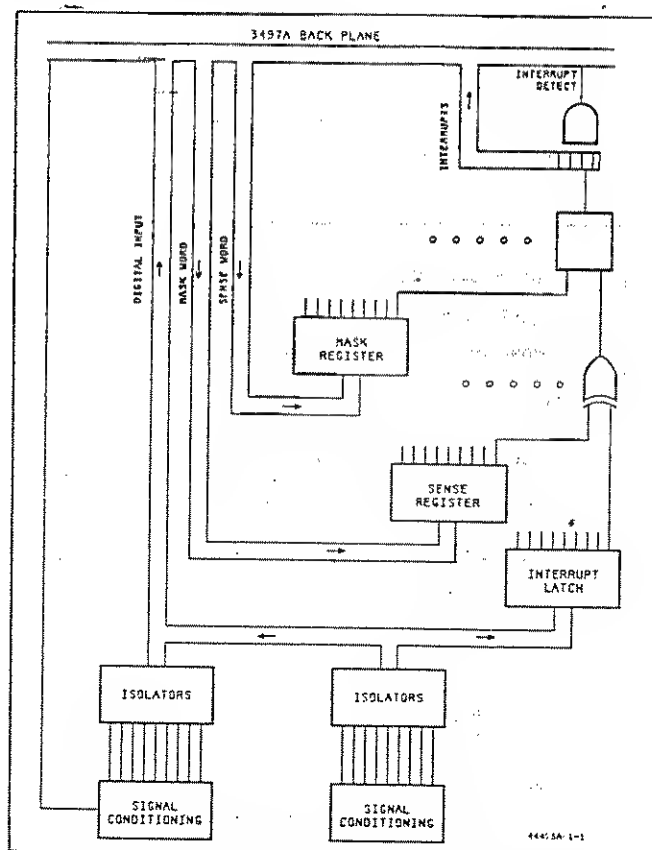 3497A BACK PLANE
INTERRUPT
DETECT
INTERRUPTS
DIGITAL INPUT
MASK WORD
SENSE WORD
MASK
REGISTER
SENSE
REGISTER
INTERRUPT
LATCH
ISOLATORS
ISOLATORS
SIGNAL
CONDITIONING
SIGNAL
CONDITIONING